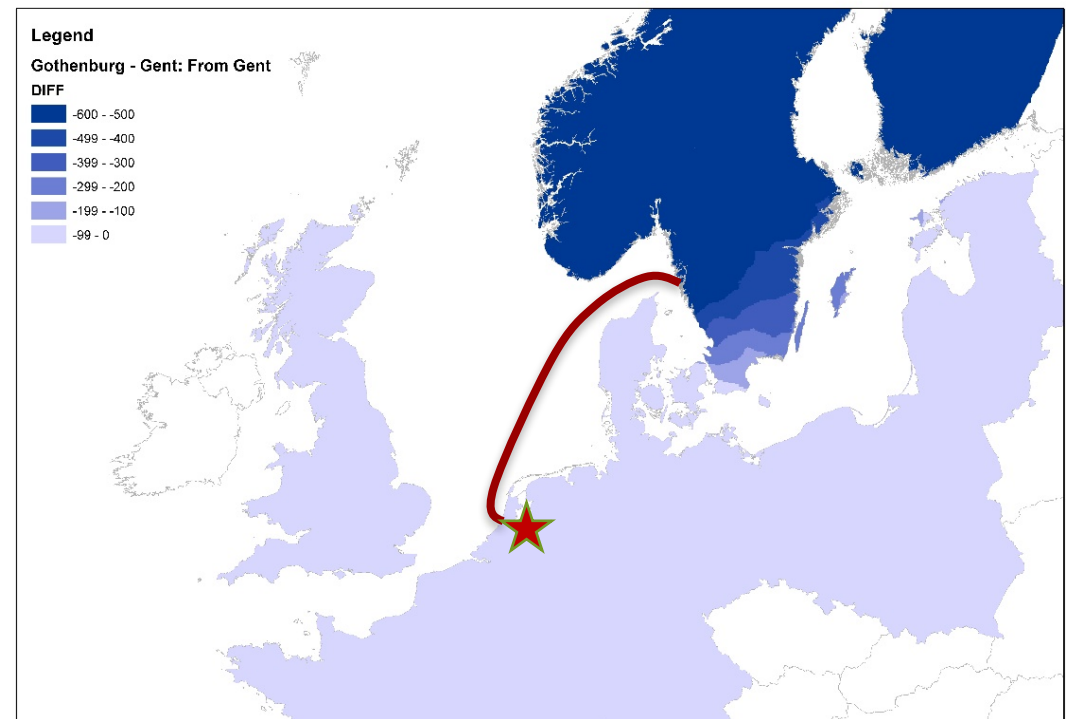 Legend
Gothenburg - Gent: From Gent
DIFF
-600 - -500
-499 - -400
-399 - -300
-299 - -200
-199 - -100
-99 - 0